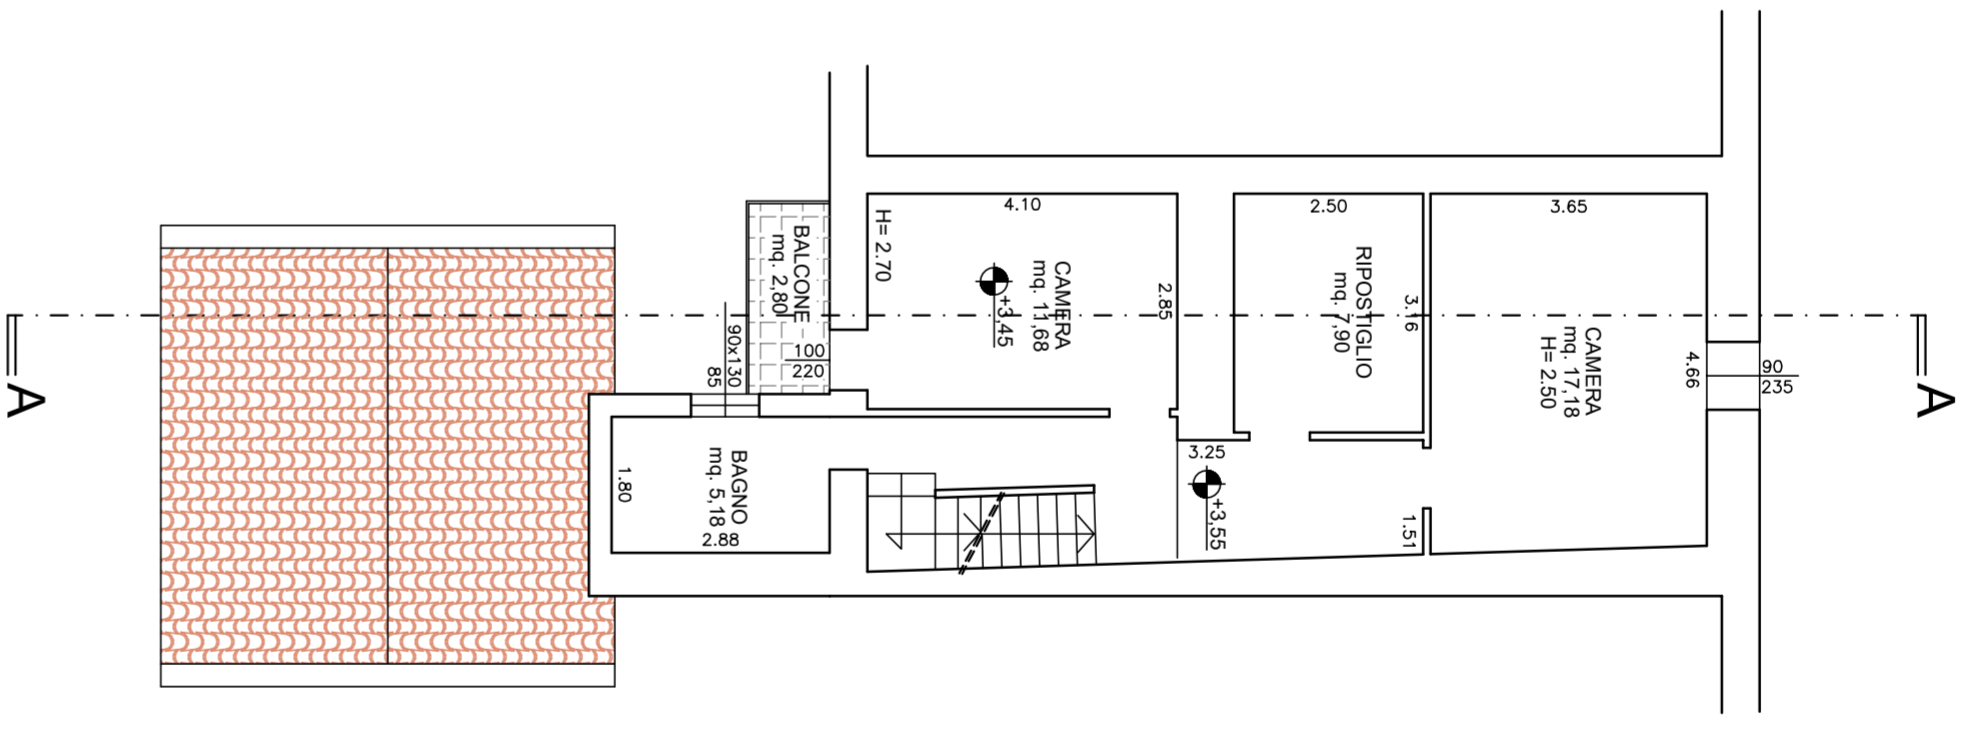 A
A
BALCONE
mq. 2,80
100
220
90x130
85
H= 2.70
4.10
CAMERA
mq. 11,68
+3,45
2.85
2.50
RIPOSTIGLIO
mq. 7,90
3.16
3.65
CAMERA
mq. 17,18
H= 2.50
4.66
90
235
BAGNO
mq. 5,18
1.80
2.88
3.25
+3,55
1.51